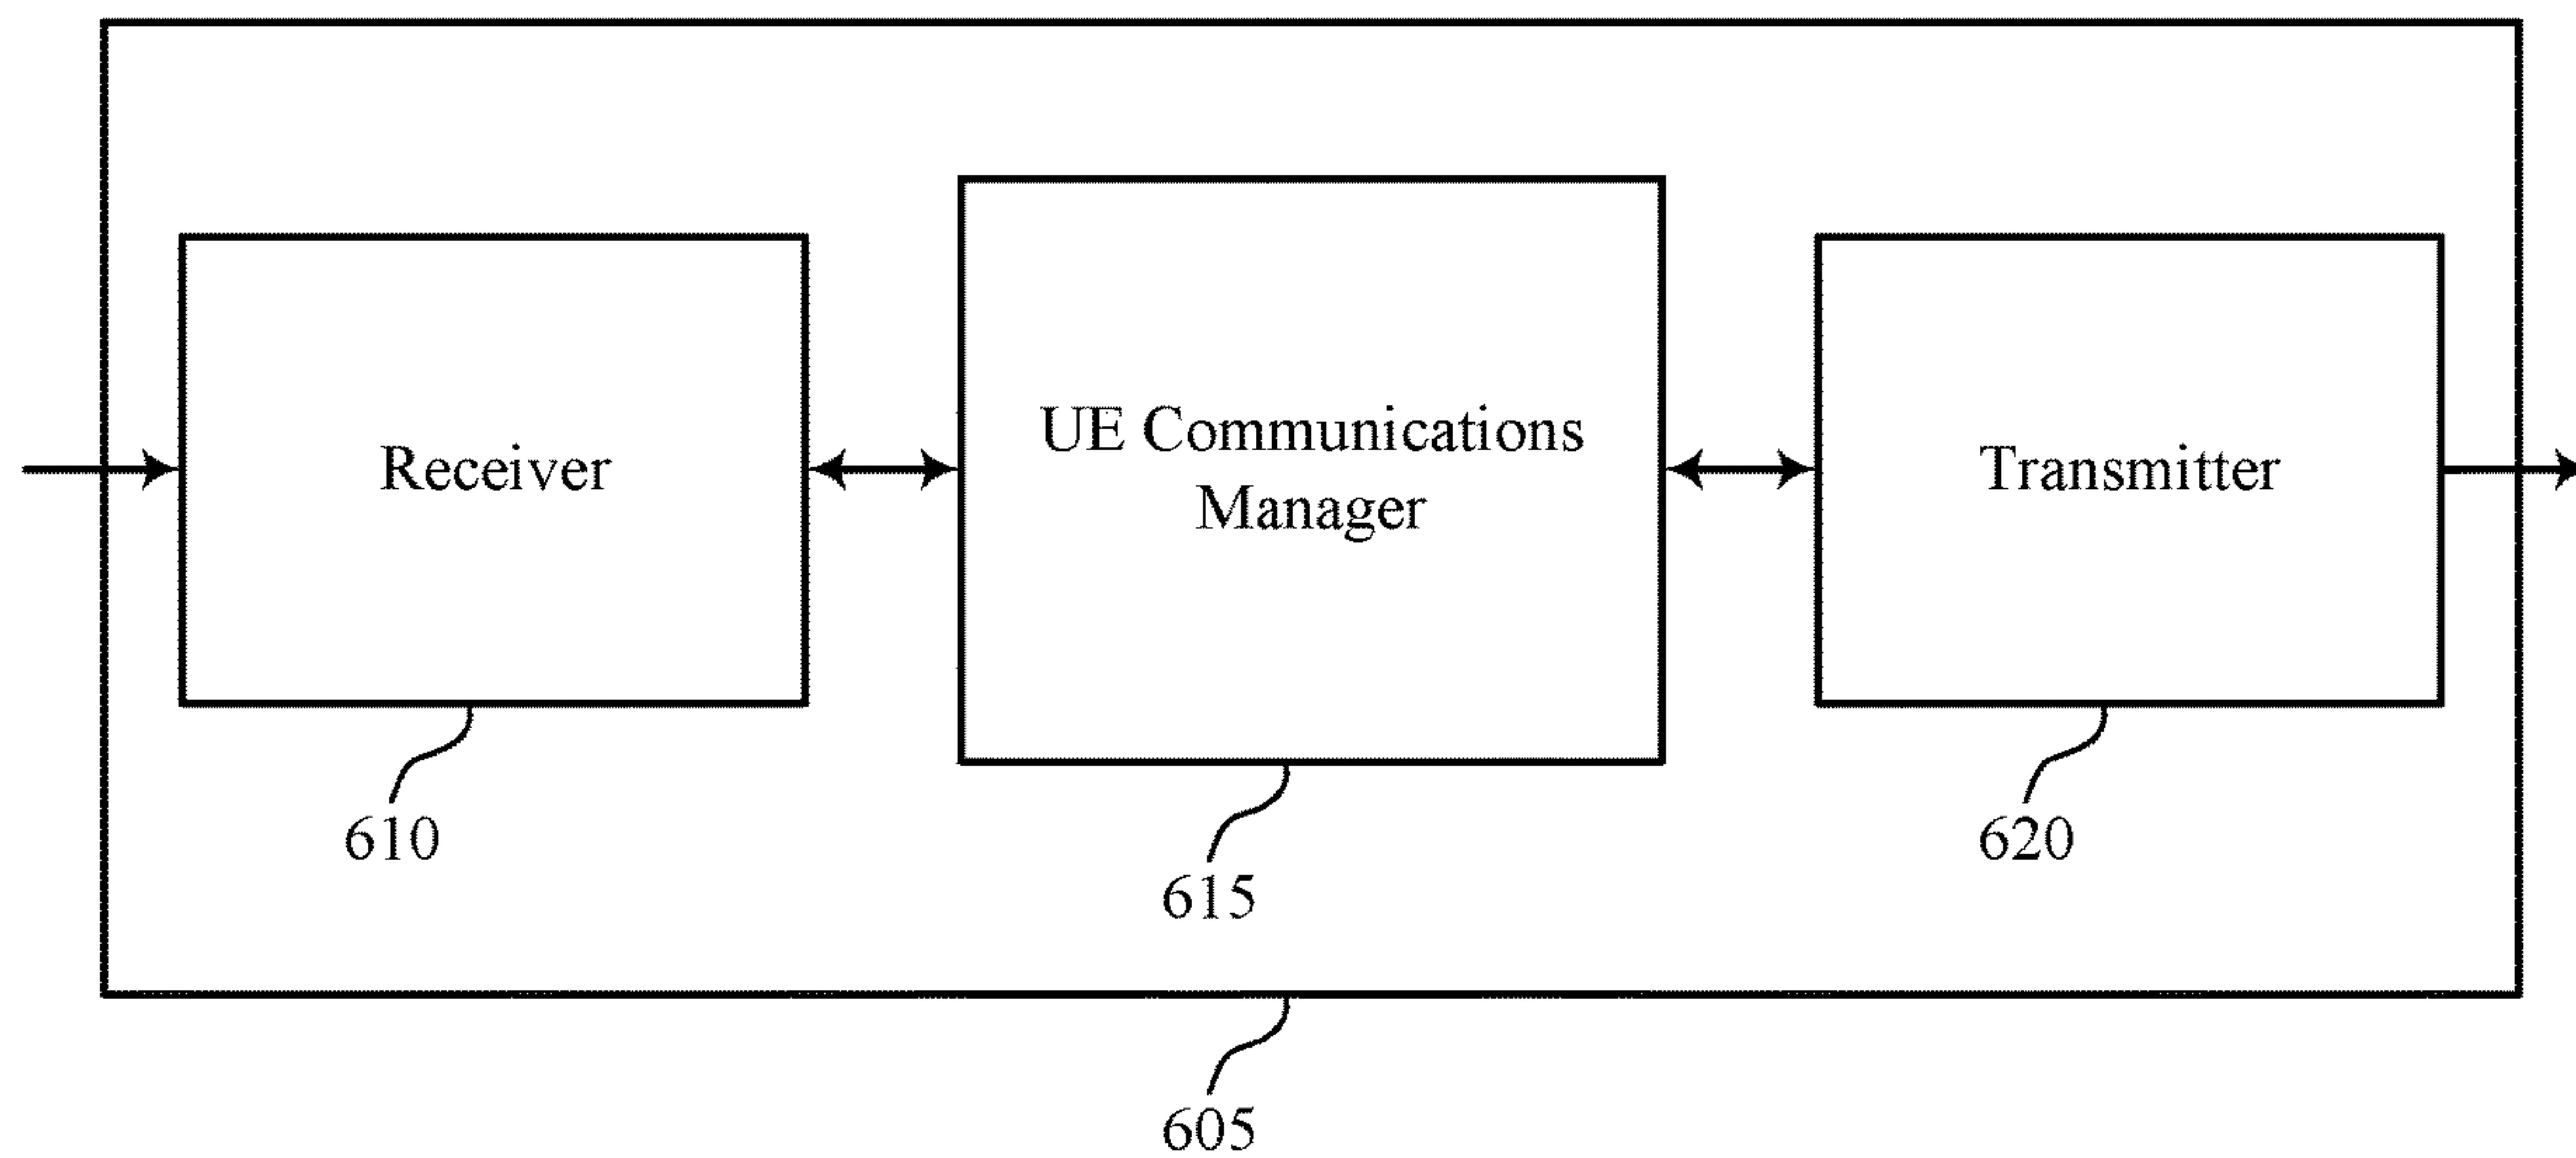 Receiver
UE Communications
Manager
Transmitter
610
615
620
605